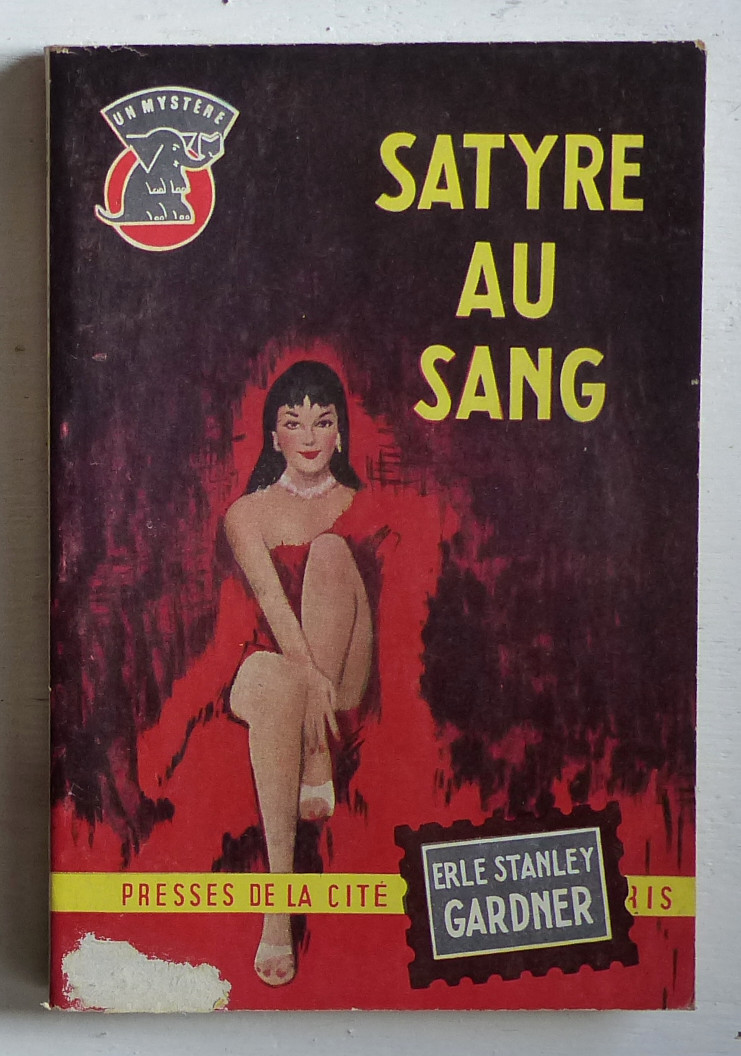 UN MYSTÈRE
SATYRE
AU
SANG
PRESSES DE LA CITÉ RIS
ERLE STANLEY
GARDNER